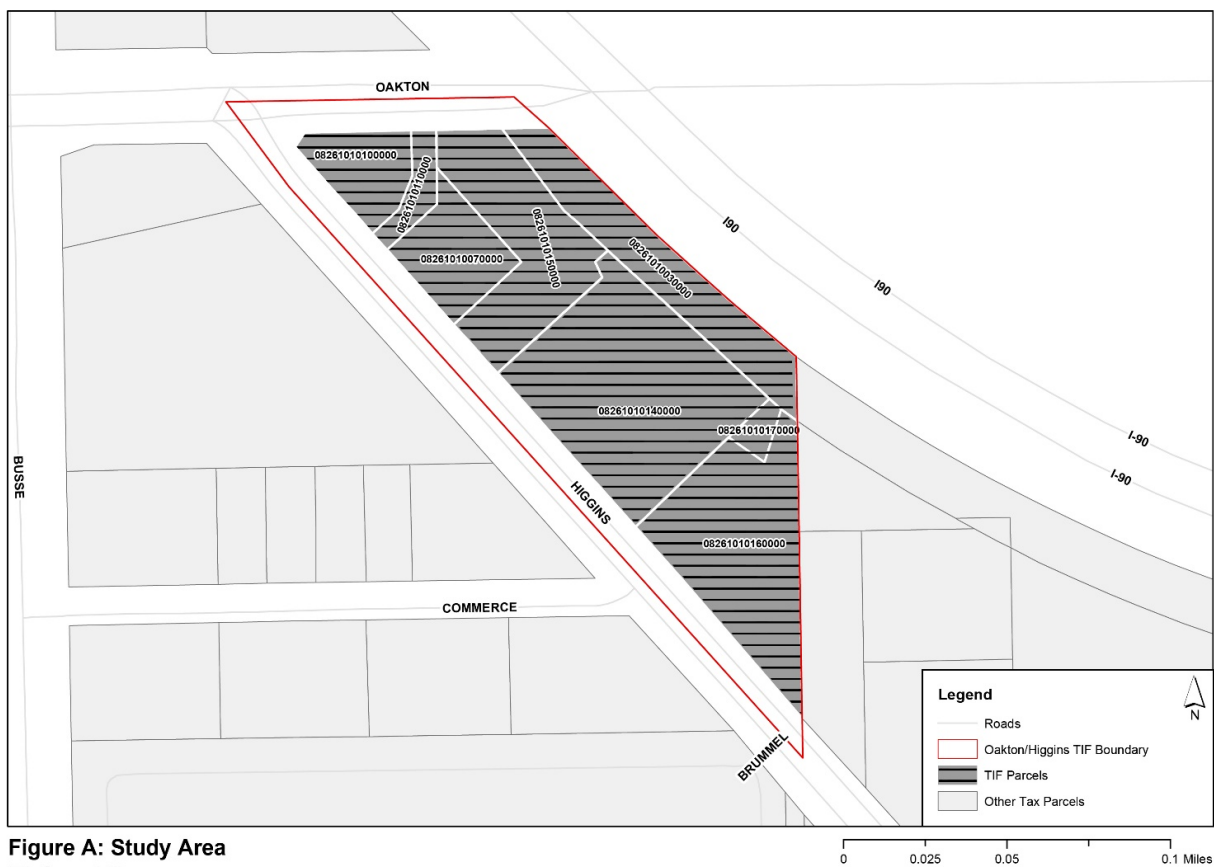 OAKTON
08261010100000
08261010110000
08261010070000
08261010150000
08261010030000
I90
I90
08261010140000
08261010170000
I-90
I-90
BUSSE
HIGGINS
08261010160000
COMMERCE
BRUMMEL
Legend
N
Roads
Oakton/Higgins TIF Boundary
TIF Parcels
Other Tax Parcels
Figure A: Study Area
0 0.025 0.05 0.1 Miles